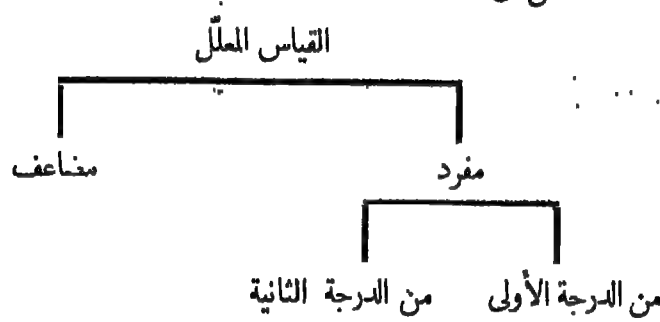 القياس المعلّل
مفرد
مضاعف
من الدرجة الأولى
من الدرجة الثانية